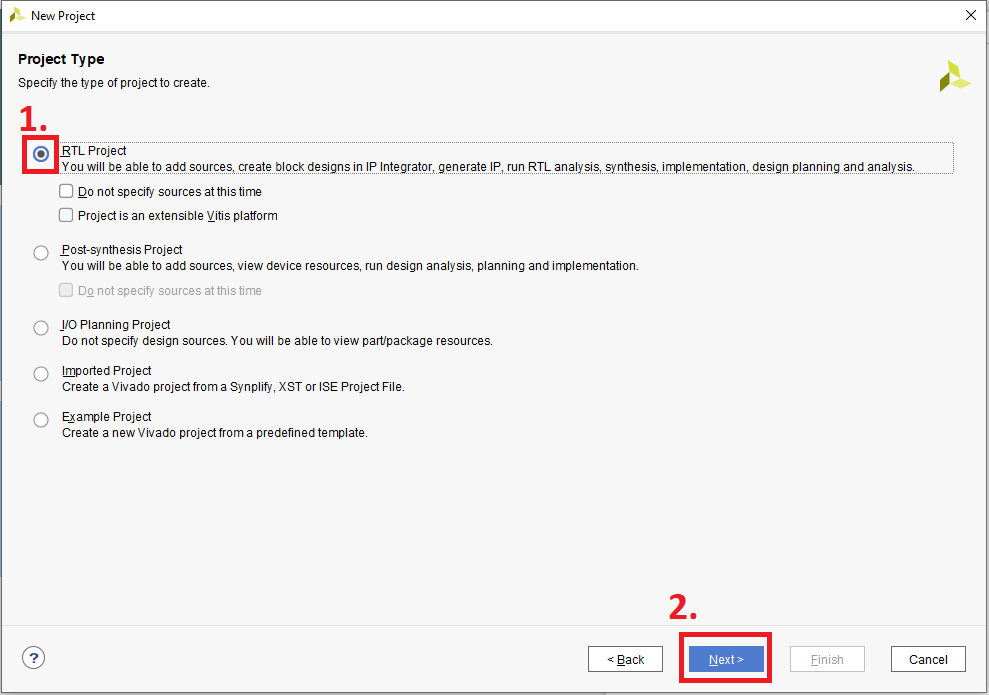 New Project
Project Type
Specify the type of project to create.
1.
RTL Project
You will be able to add sources, create block designs in IP Integrator, generate IP, run RTL analysis, synthesis, implementation, design planning and analysis.
Do not specify sources at this time
Project is an extensible Vitis platform
Post-synthesis Project
You will be able to add sources, view device resources, run design analysis, planning and implementation.
Do not specify sources at this time
I/O Planning Project
Do not specify design sources. You will be able to view part/package resources.
Imported Project
Create a Vivado project from a Synplify, XST or ISE Project File.
Example Project
Create a new Vivado project from a predefined template.
2.
? < Back Next > Finish Cancel